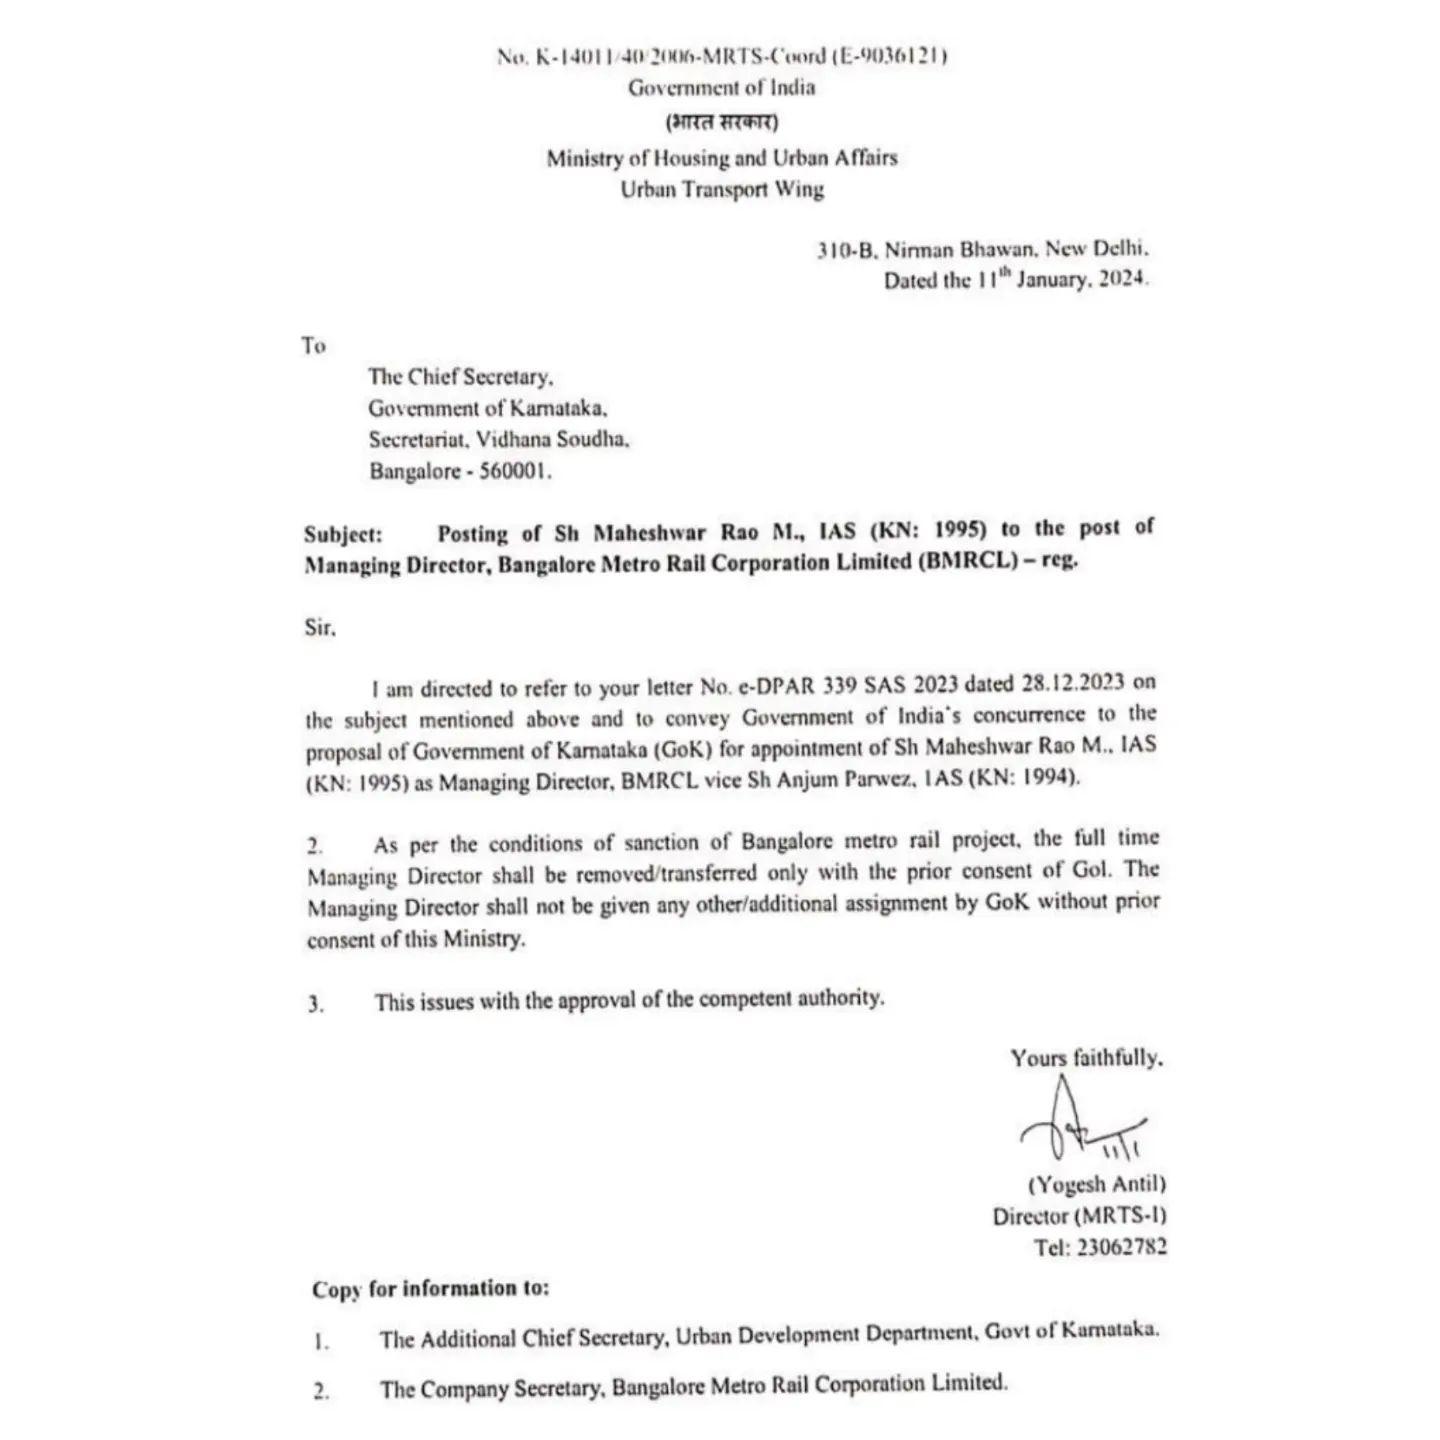 No. K-14011/40/2006-MRTS-Coord (E-9036121)
Government of India
(भारत सरकार)
Ministry of Housing and Urban Affairs
Urban Transport Wing
310-B, Nirman Bhawan, New Delhi.
Dated the 11th January, 2024.
To
The Chief Secretary,
Government of Karnataka,
Secretariat, Vidhana Soudha,
Bangalore - 560001.
Subject: Posting of Sh Maheshwar Rao M., IAS (KN: 1995) to the post of
Managing Director, Bangalore Metro Rail Corporation Limited (BMRCL) – reg.
Sir,
I am directed to refer to your letter No. e-DPAR 339 SAS 2023 dated 28.12.2023 on
the subject mentioned above and to convey Government of India's concurrence to the
proposal of Government of Karnataka (GoK) for appointment of Sh Maheshwar Rao M., IAS
(KN: 1995) as Managing Director, BMRCL vice Sh Anjum Parwez, IAS (KN: 1994).
2. As per the conditions of sanction of Bangalore metro rail project, the full time
Managing Director shall be removed/transferred only with the prior consent of GoI. The
Managing Director shall not be given any other/additional assignment by GoK without prior
consent of this Ministry.
3. This issues with the approval of the competent authority.
Yours faithfully,
11/1
(Yogesh Antil)
Director (MRTS-I)
Tel: 23062782
Copy for information to:
1. The Additional Chief Secretary, Urban Development Department, Govt of Karnataka.
2. The Company Secretary, Bangalore Metro Rail Corporation Limited.